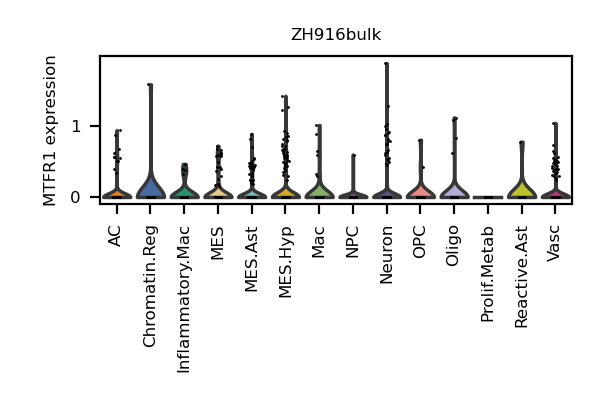 ZH916bulk
MTFR1 expression
1
0
AC
Chromatin.Reg
Inflammatory.Mac
MES
MES.Ast
MES.Hyp
Mac
NPC
Neuron
OPC
Oligo
Prolif.Metab
Reactive.Ast
Vasc